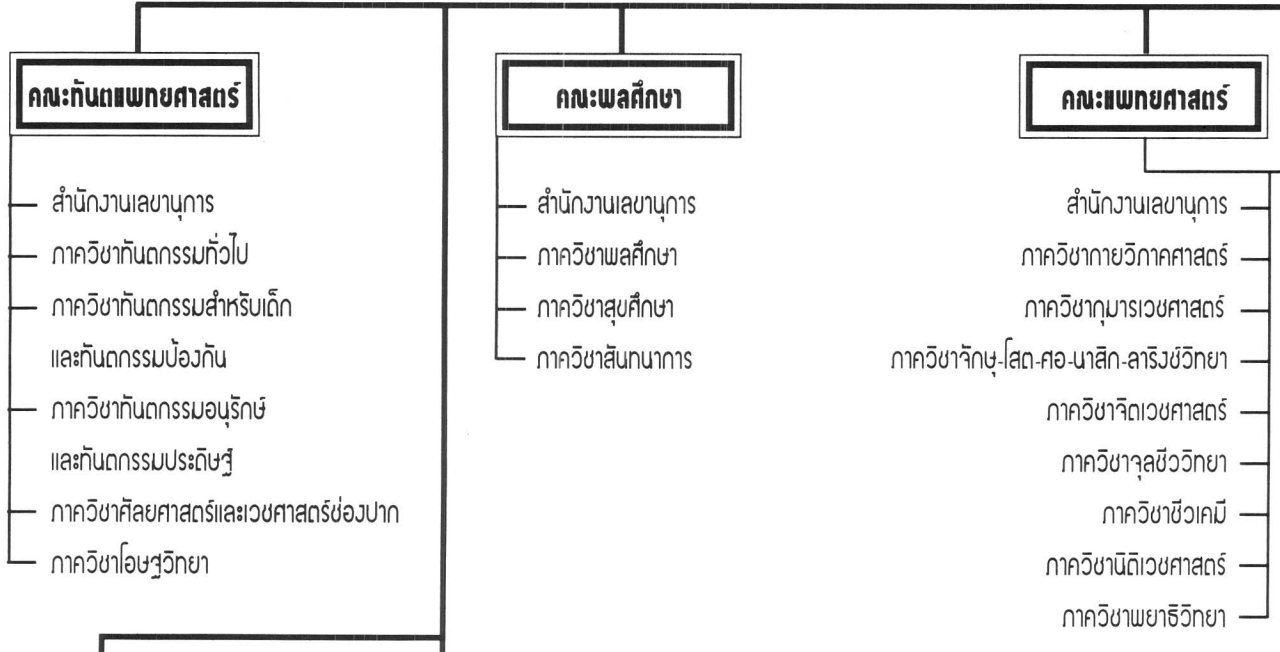 คณะทันตแพทยศาสตร์
สำนักงานเลขานุการ
ภาควิชาทันตกรรมทั่วไป
ภาควิชาทันตกรรมสำหรับเด็ก
และทันตกรรมป้องกัน
ภาควิชาทันตกรรมอนุรักษ์
และทันตกรรมประดิษฐ์
ภาควิชาศัลยศาสตร์และเวชศาสตร์ช่องปาก
ภาควิชาโอษฐวิทยา
คณะพลศึกษา
สำนักงานเลขานุการ
ภาควิชาพลศึกษา
ภาควิชาสุขศึกษา
ภาควิชาสันทนาการ
คณะแพทยศาสตร์
สำนักงานเลขานุการ
ภาควิชากายวิภาคศาสตร์
ภาควิชากุมารเวชศาสตร์
ภาควิชาจักษุ-โสต-ศอ-นาสิก-ลาริงซ์วิทยา
ภาควิชาจิตเวชศาสตร์
ภาควิชาจุลชีววิทยา
ภาควิชาชีวเคมี
ภาควิชานิติเวชศาสตร์
ภาควิชาพยาธิวิทยา